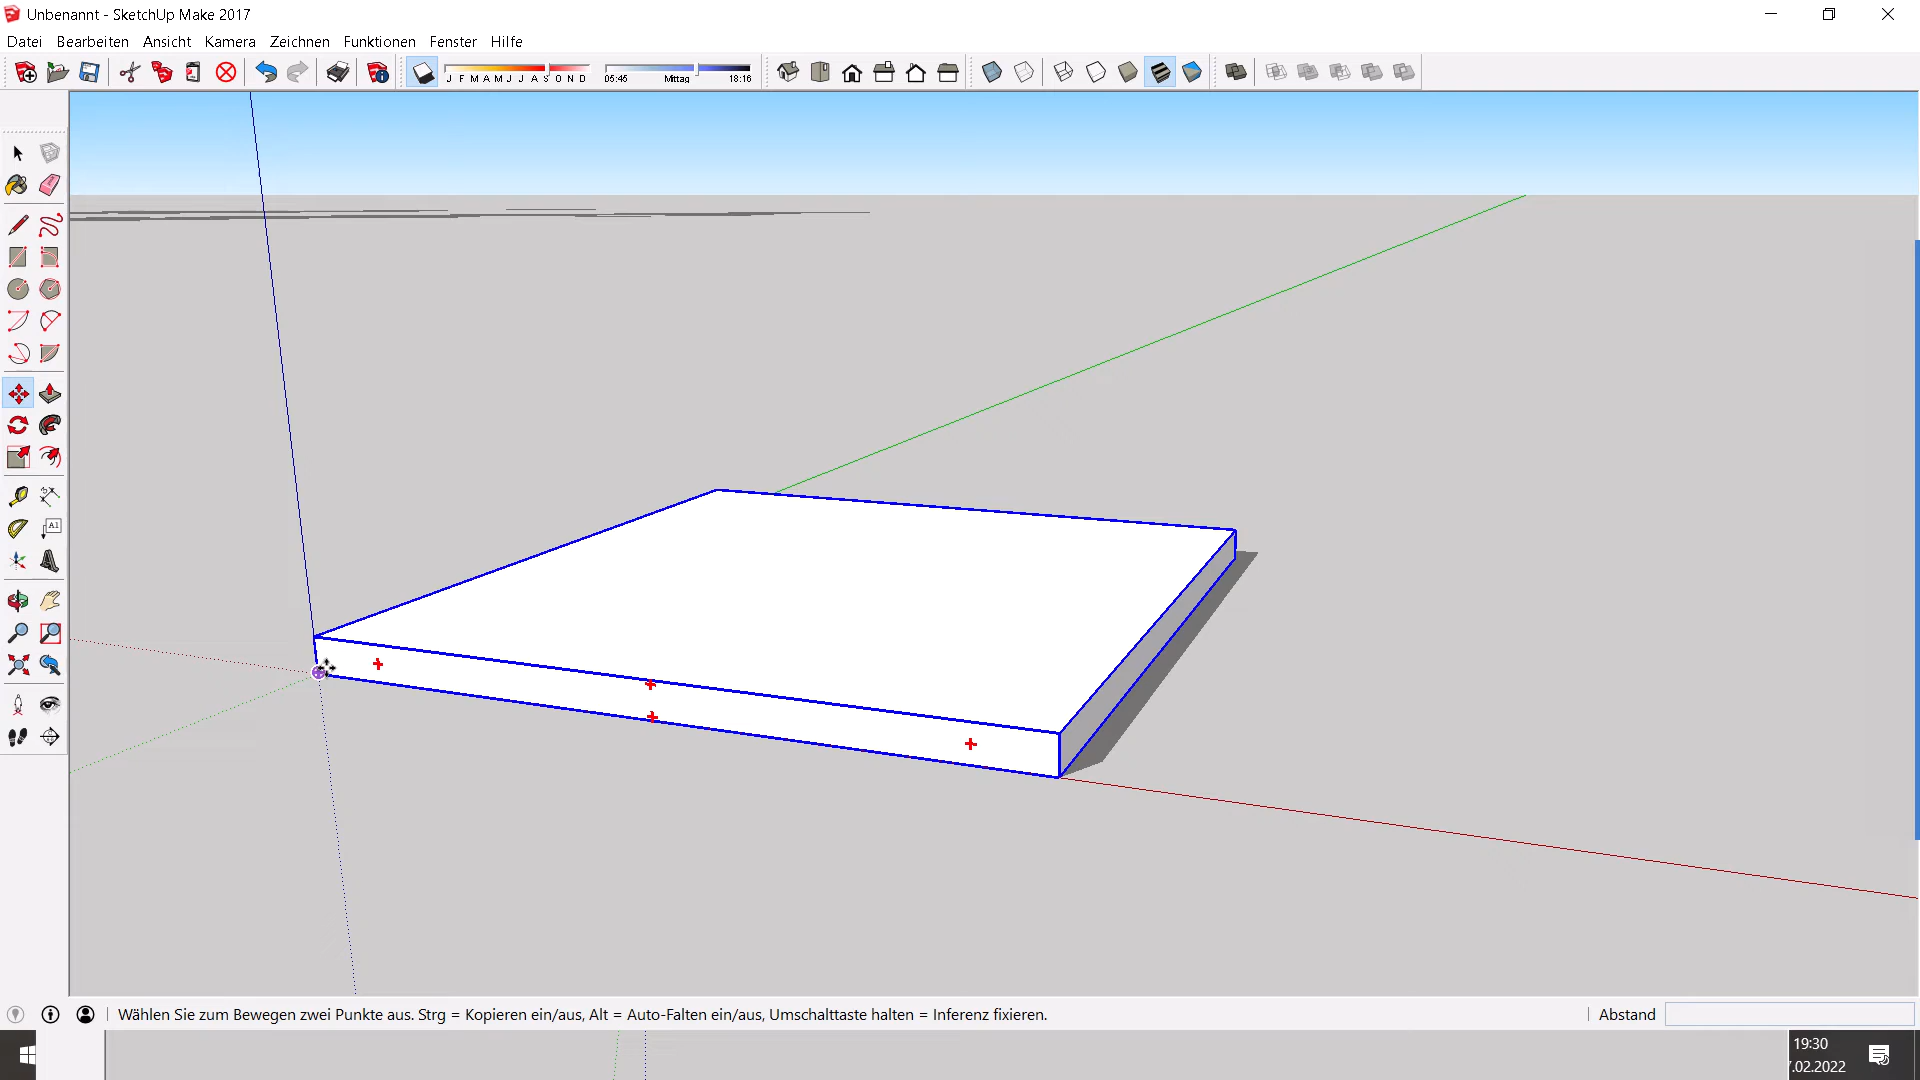 Unbenannt - SketchUp Make 2017
Datei Bearbeiten Ansicht Kamera Zeichnen Funktionen Fenster Hilfe
J F M A M J J A S O N D 05:45 Mittag 18:16
A1
Wählen Sie zum Bewegen zwei Punkte aus. Strg = Kopieren ein/aus, Alt = Auto-Falten ein/aus, Umschalttaste halten = Inferenz fixieren. Abstand
19:30
.02.2022